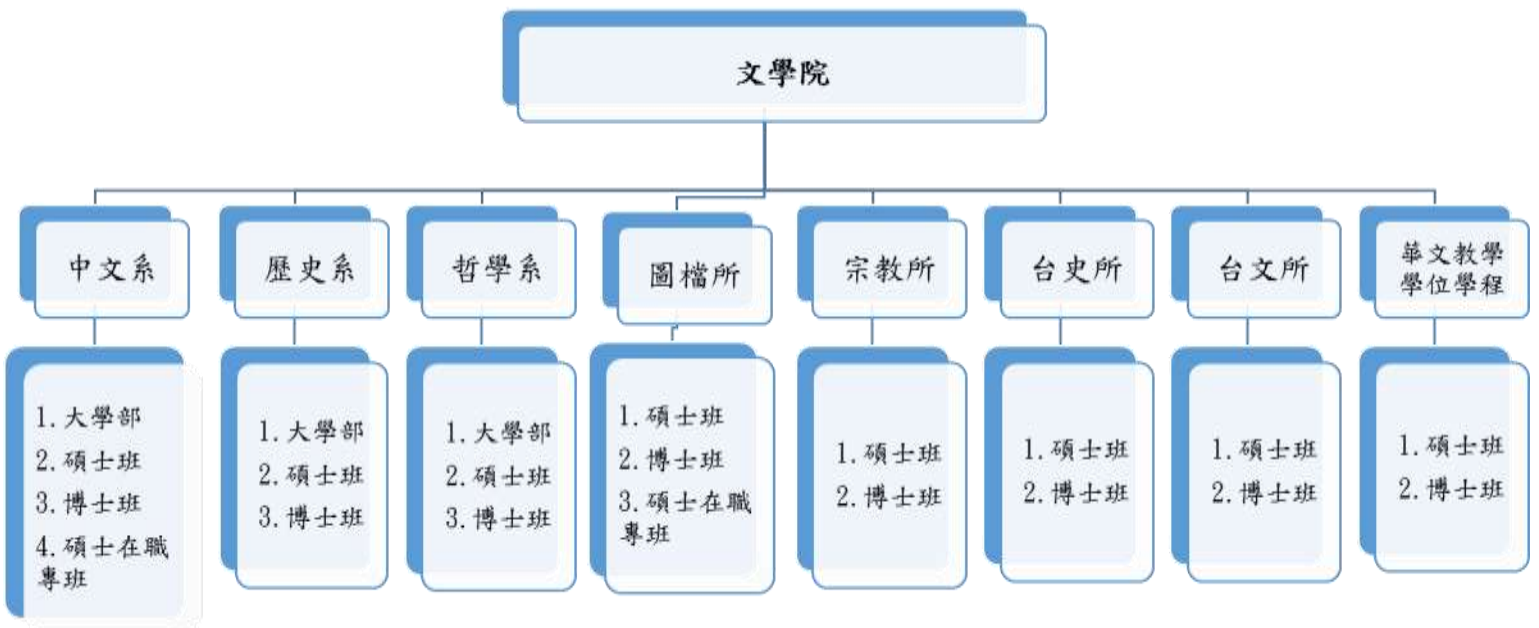 文學院
中文系
歷史系
哲學系
圖檔所
宗教所
台史所
台文所
華文教學
學位學程
1.大學部
2.碩士班
3.博士班
4.碩士在職
專班
1.大學部
2.碩士班
3.博士班
1.大學部
2.碩士班
3.博士班
1.碩士班
2.博士班
3.碩士在職
專班
1.碩士班
2.博士班
1.碩士班
2.博士班
1.碩士班
2.博士班
1.碩士班
2.博士班